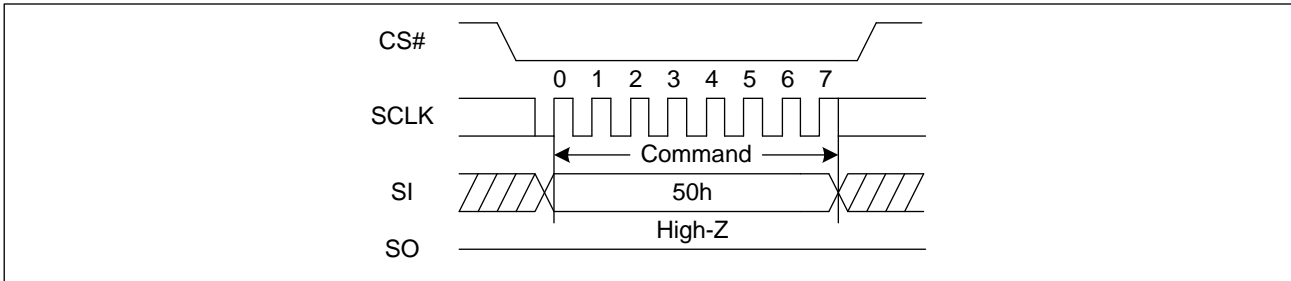 CS#
0 1 2 3 4 5 6 7
SCLK
Command
SI
50h
High-Z
SO